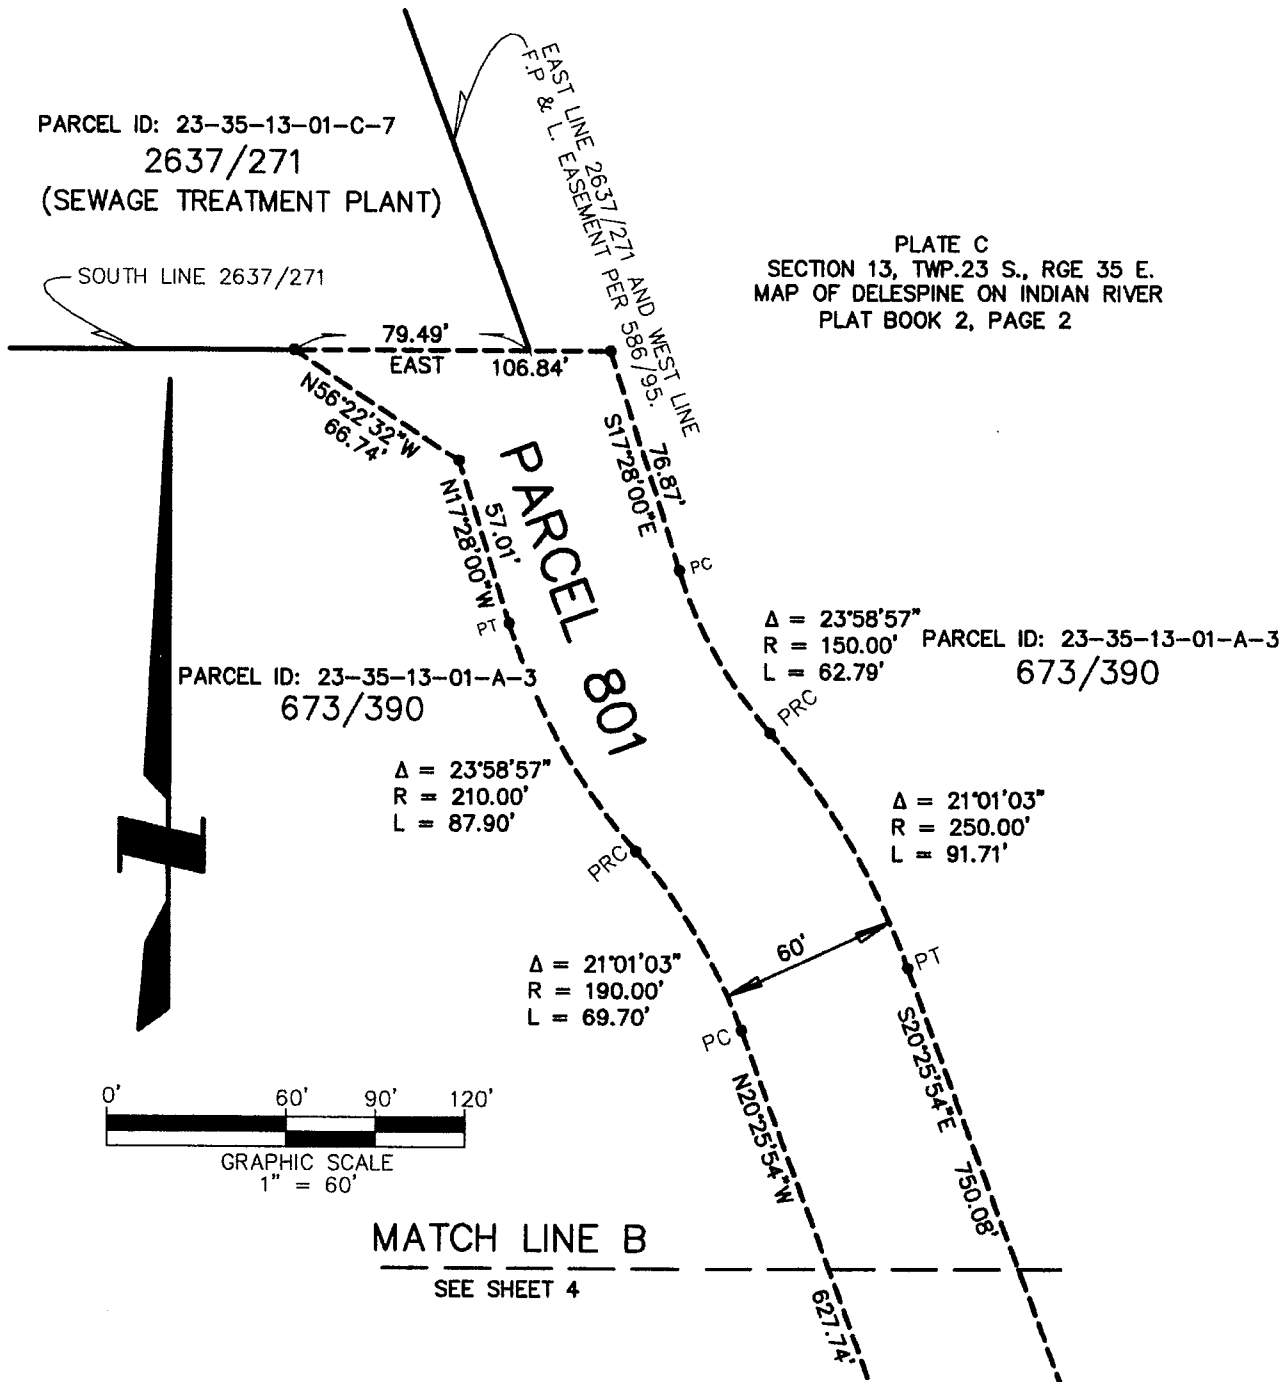 EAST LINE 2637/271 AND WEST LINE
F.P & L. EASEMENT PER 586/95.
PARCEL ID: 23-35-13-01-C-7
2637/271
(SEWAGE TREATMENT PLANT)
SOUTH LINE 2637/271
PLATE C
SECTION 13, TWP.23 S., RGE 35 E.
MAP OF DELESPINE ON INDIAN RIVER
PLAT BOOK 2, PAGE 2
79.49'
EAST
106.84'
N56°22'32"W
66.74'
76.87'
S17°28'00"E
57.01'
N17°28'00"W
PARCEL 801
PC
PT
Δ = 23°58'57"
R = 150.00'
L = 62.79'
PARCEL ID: 23-35-13-01-A-3
673/390
PARCEL ID: 23-35-13-01-A-3
673/390
PRC
Δ = 23°58'57"
R = 210.00'
L = 87.90'
Δ = 21°01'03"
R = 250.00'
L = 91.71'
PRC
N
60'
PT
Δ = 21°01'03"
R = 190.00'
L = 69.70'
PC
S20°25'54"E
750.08'
N20°25'54"W
627.74'
0' 60' 90' 120'
GRAPHIC SCALE
1" = 60'
MATCH LINE B
SEE SHEET 4